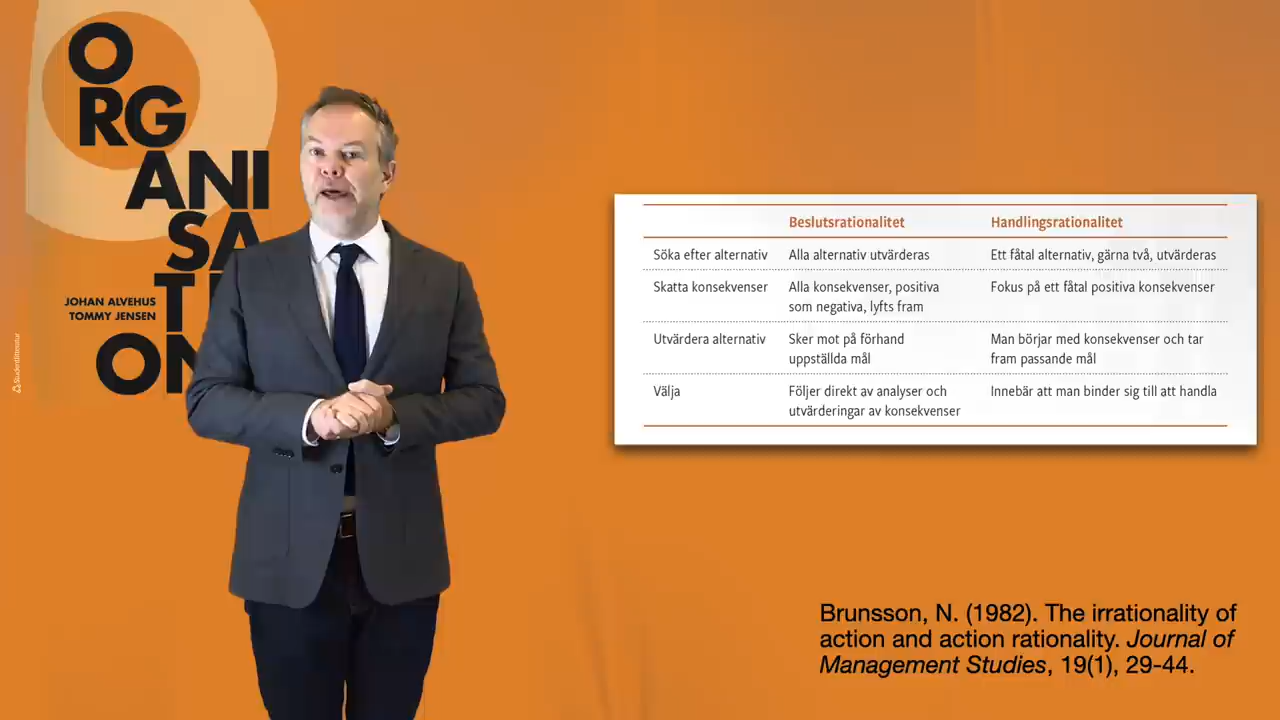 O
RG
ANI
SA
T
ON
JOHAN ALVEHUS
TOMMY JENSEN
Studentlitteratur
Beslutsrationalitet Handlingsrationalitet
Söka efter alternativ Alla alternativ utvärderas Ett fåtal alternativ, gärna två, utvärderas
Skatta konsekvenser Alla konsekvenser, positiva Fokus på ett fåtal positiva konsekvenser
som negativa, lyfts fram
Utvärdera alternativ Sker mot på förhand Man börjar med konsekvenser och tar
uppställda mål fram passande mål
Välja Följer direkt av analyser och Innebär att man binder sig till att handla
utvärderingar av konsekvenser
Brunsson, N. (1982). The irrationality of
action and action rationality. Journal of
Management Studies, 19(1), 29-44.